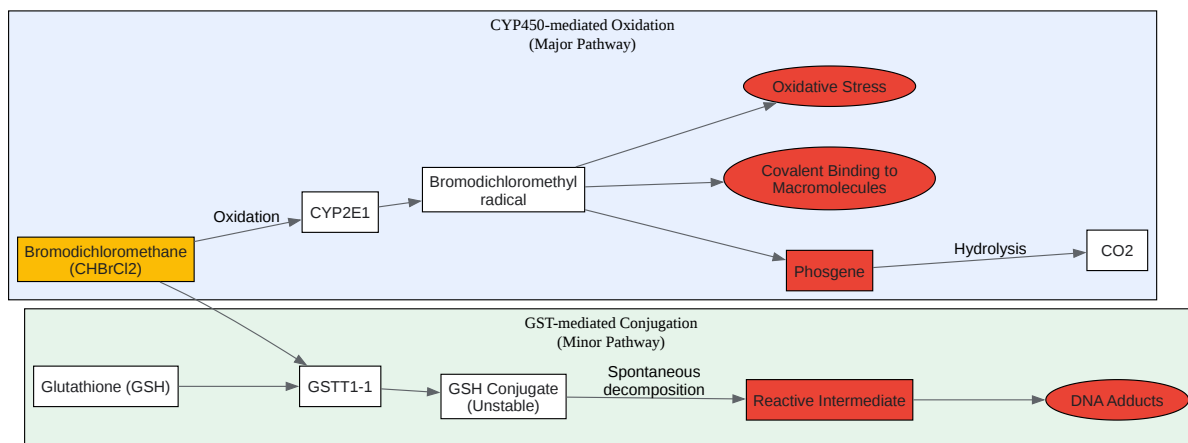 CYP450-mediated Oxidation
(Major Pathway)
Oxidative Stress
Covalent Binding to
Macromolecules
Bromodichloromethyl
radical
CYP2E1
Oxidation
Bromodichloromethane
(CHBrCl2)
Phosgene
Hydrolysis
CO2
GST-mediated Conjugation
(Minor Pathway)
Glutathione (GSH)
GSTT1-1
GSH Conjugate
(Unstable)
Spontaneous
decomposition
Reactive Intermediate
DNA Adducts